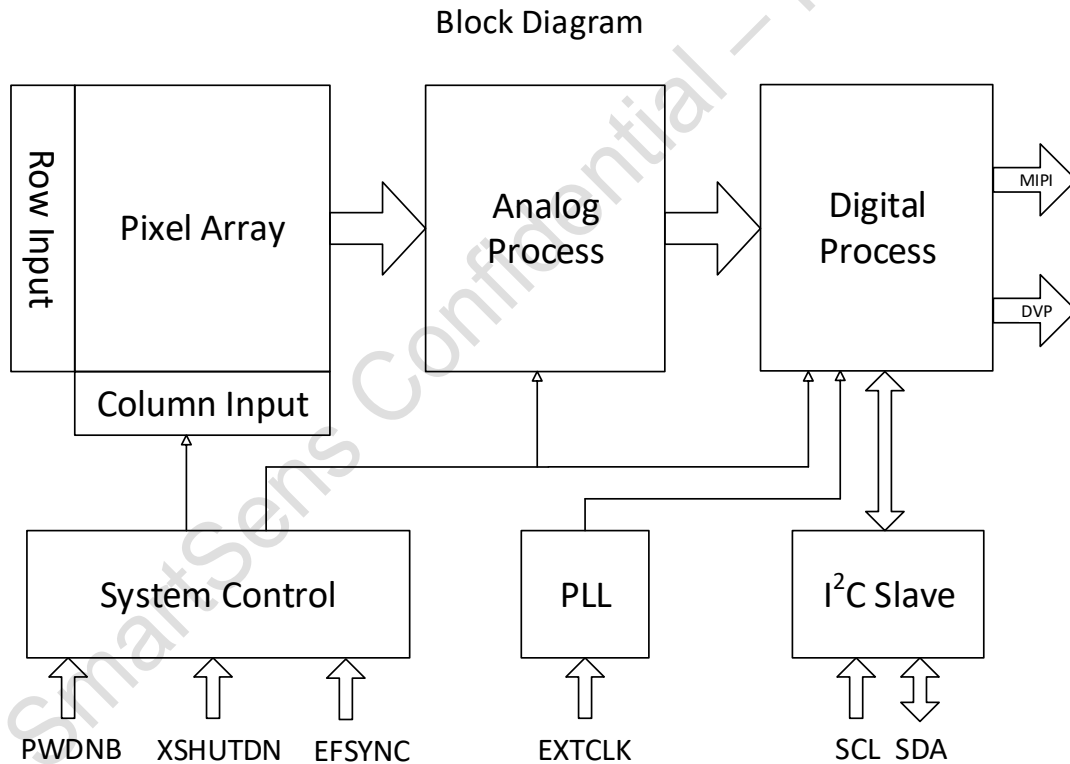 Block Diagram
Row Input
Pixel Array
Column Input
Analog
Process
Digital
Process
MIPI
DVP
System Control
PLL
I²C Slave
PWDNB
XSHUTDN
EFSYNC
EXTCLK
SCL
SDA
SmartSens Confidential –